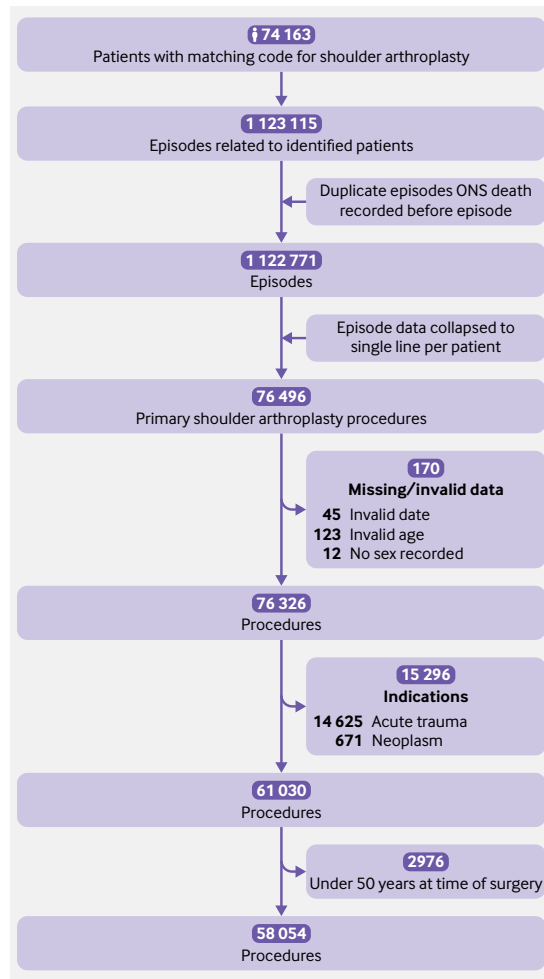 74 163
Patients with matching code for shoulder arthroplasty
1 123 115
Episodes related to identified patients
Duplicate episodes ONS death
recorded before episode
1 122 771
Episodes
Episode data collapsed to
single line per patient
76 496
Primary shoulder arthroplasty procedures
170
Missing/invalid data
45 Invalid date
123 Invalid age
12 No sex recorded
76 326
Procedures
15 296
Indications
14 625 Acute trauma
671 Neoplasm
61 030
Procedures
2976
Under 50 years at time of surgery
58 054
Procedures